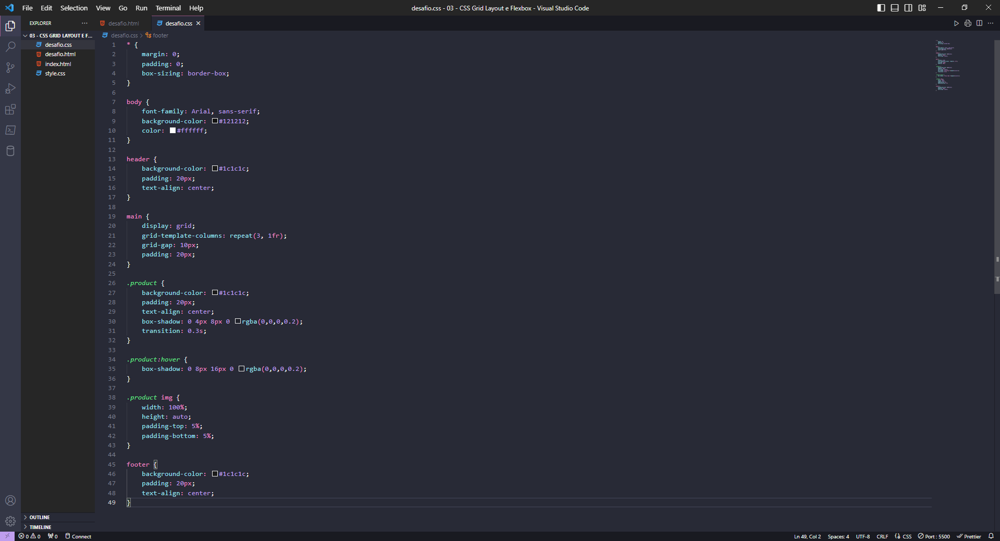 File Edit Selection View Go Run Terminal Help
desafio.css - 03 - CSS Grid Layout e Flexbox - Visual Studio Code
EXPLORER
desafio.html
desafio.css
03 - CSS GRID LAYOUT E F...
desafio.css
desafio.html
index.html
style.css
desafio.css > footer
1 * {
2 margin: 0;
3 padding: 0;
4 box-sizing: border-box;
5 }
6
7 body {
8 font-family: Arial, sans-serif;
9 background-color: #121212;
10 color: #ffffff;
11 }
12
13 header {
14 background-color: #1c1c1c;
15 padding: 20px;
16 text-align: center;
17 }
18
19 main {
20 display: grid;
21 grid-template-columns: repeat(3, 1fr);
22 grid-gap: 10px;
23 padding: 20px;
24 }
25
26 .product {
27 background-color: #1c1c1c;
28 padding: 20px;
29 text-align: center;
30 box-shadow: 0 4px 8px 0 rgba(0,0,0,0.2);
31 transition: 0.3s;
32 }
33
34 .product:hover {
35 box-shadow: 0 8px 16px 0 rgba(0,0,0,0.2);
36 }
37
38 .product img {
39 width: 100%;
40 height: auto;
41 padding-top: 5%;
42 padding-bottom: 5%;
43 }
44
45 footer {
46 background-color: #1c1c1c;
47 padding: 20px;
48 text-align: center;
49 }
OUTLINE
TIMELINE
0 0 0 Connect
Ln 49, Col 2 Spaces: 4 UTF-8 CRLF CSS Port : 5500 Prettier